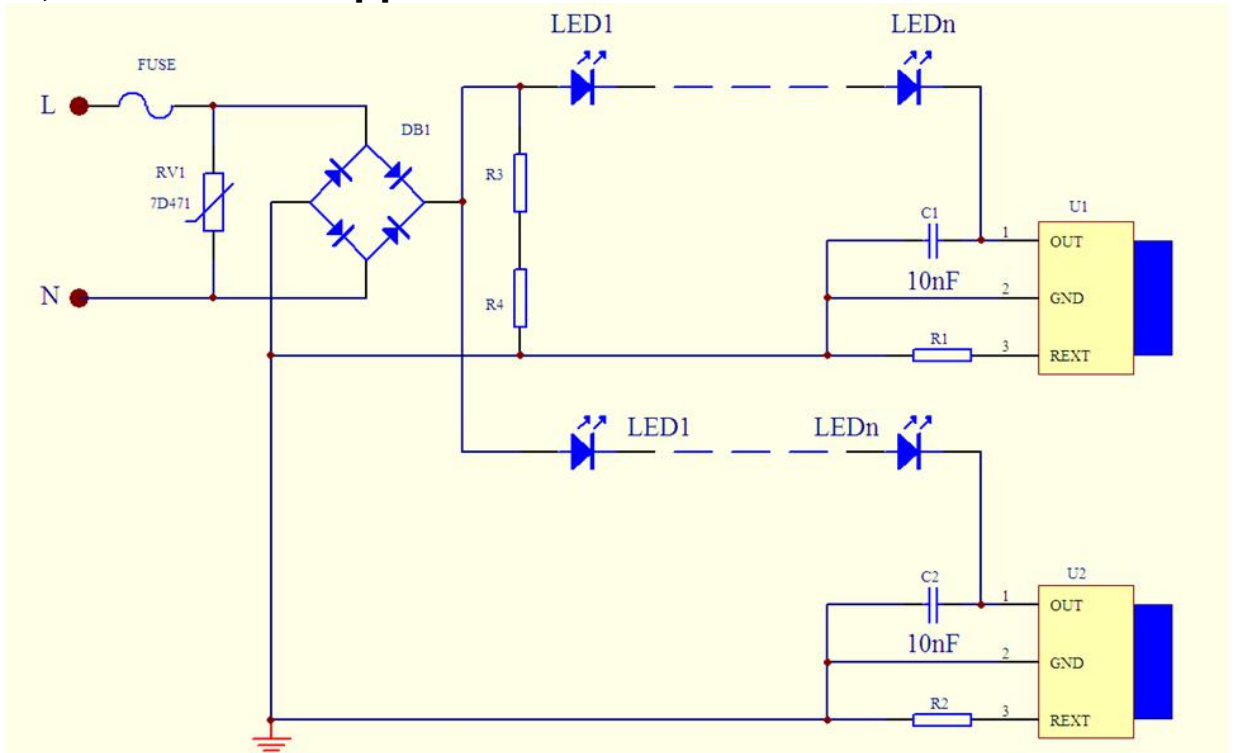 LED1
LEDn
FUSE
L
DB1
RV1
7D471
R3
C1
U1
1
OUT
10nF
N
R4
2
GND
R1
3
REXT
LED1
LEDn
C2
U2
1
OUT
10nF
2
GND
R2
3
REXT